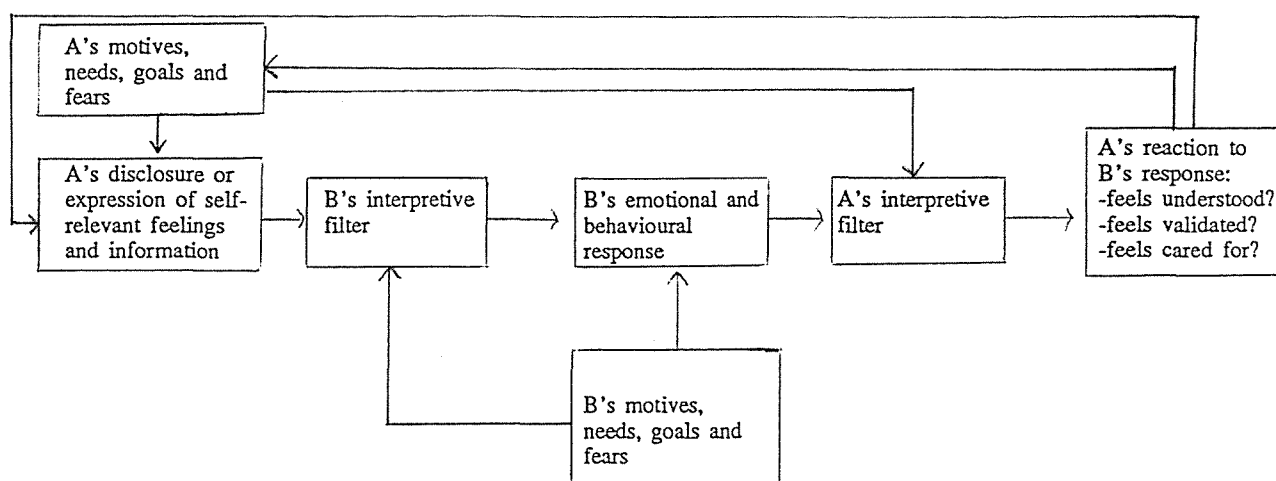 A's motives,
needs, goals and
fears
A's disclosure or
expression of self-
relevant feelings
and information
B's interpretive
filter
B's emotional and
behavioural
response
A's interpretive
filter
A's reaction to
B's response:
-feels understood?
-feels validated?
-feels cared for?
B's motives,
needs, goals and
fears